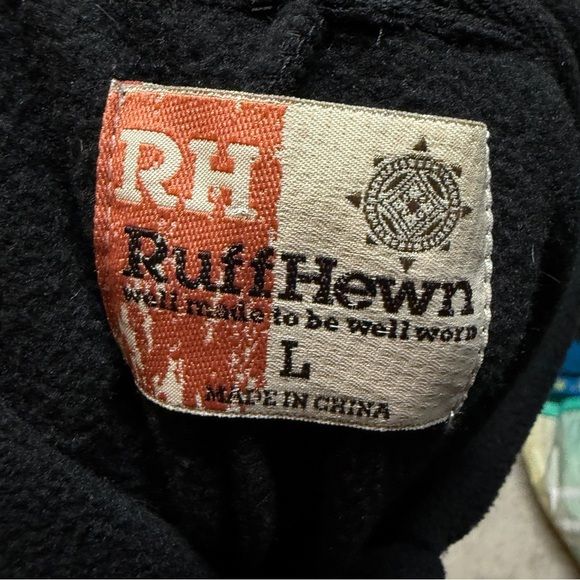 RH
RuffHewn
well made to be well worn
L
MADE IN CHINA